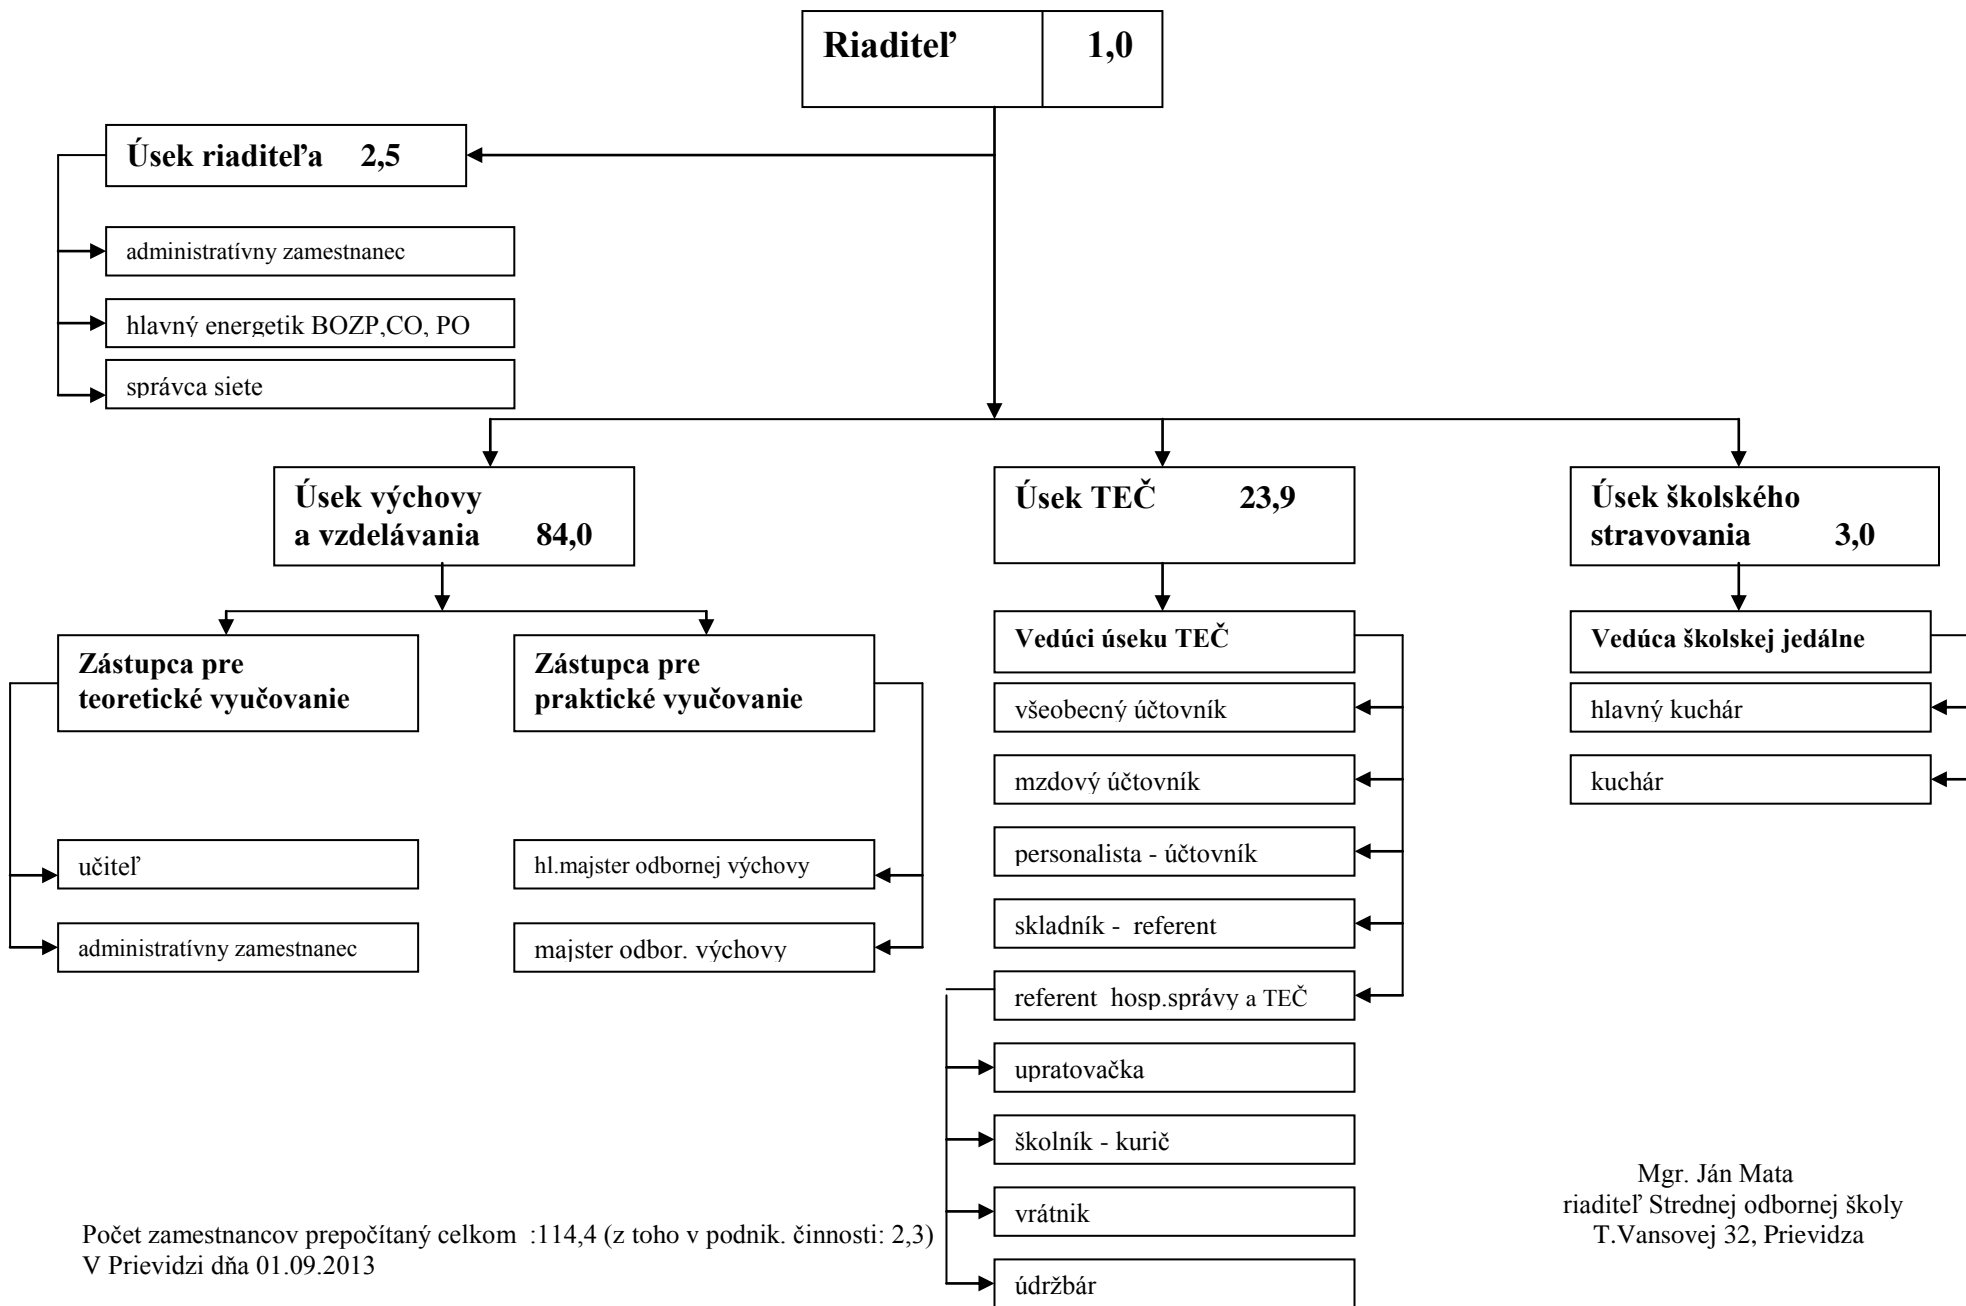 Riaditeľ 1,0
Úsek riaditeľa 2,5
administratívny zamestnanec
hlavný energetik BOZP,CO, PO
správca siete
Úsek výchovy
a vzdelávania 84,0
Úsek TEČ 23,9
Úsek školského
stravovania 3,0
Zástupca pre
teoretické vyučovanie
učiteľ
administratívny zamestnanec
Zástupca pre
praktické vyučovanie
hl.majster odbornej výchovy
majster odbor. výchovy
Vedúci úseku TEČ
všeobecný účtovník
mzdový účtovník
personalista - účtovník
skladník - referent
referent hosp.správy a TEČ
upratovačka
školník - kurič
vrátnik
údržbár
Vedúca školskej jedálne
hlavný kuchár
kuchár
Počet zamestnancov prepočítaný celkom :114,4 (z toho v podnik. činnosti: 2,3)
V Prievidzi dňa 01.09.2013
Mgr. Ján Mata
riaditeľ Strednej odbornej školy
T.Vansovej 32, Prievidza